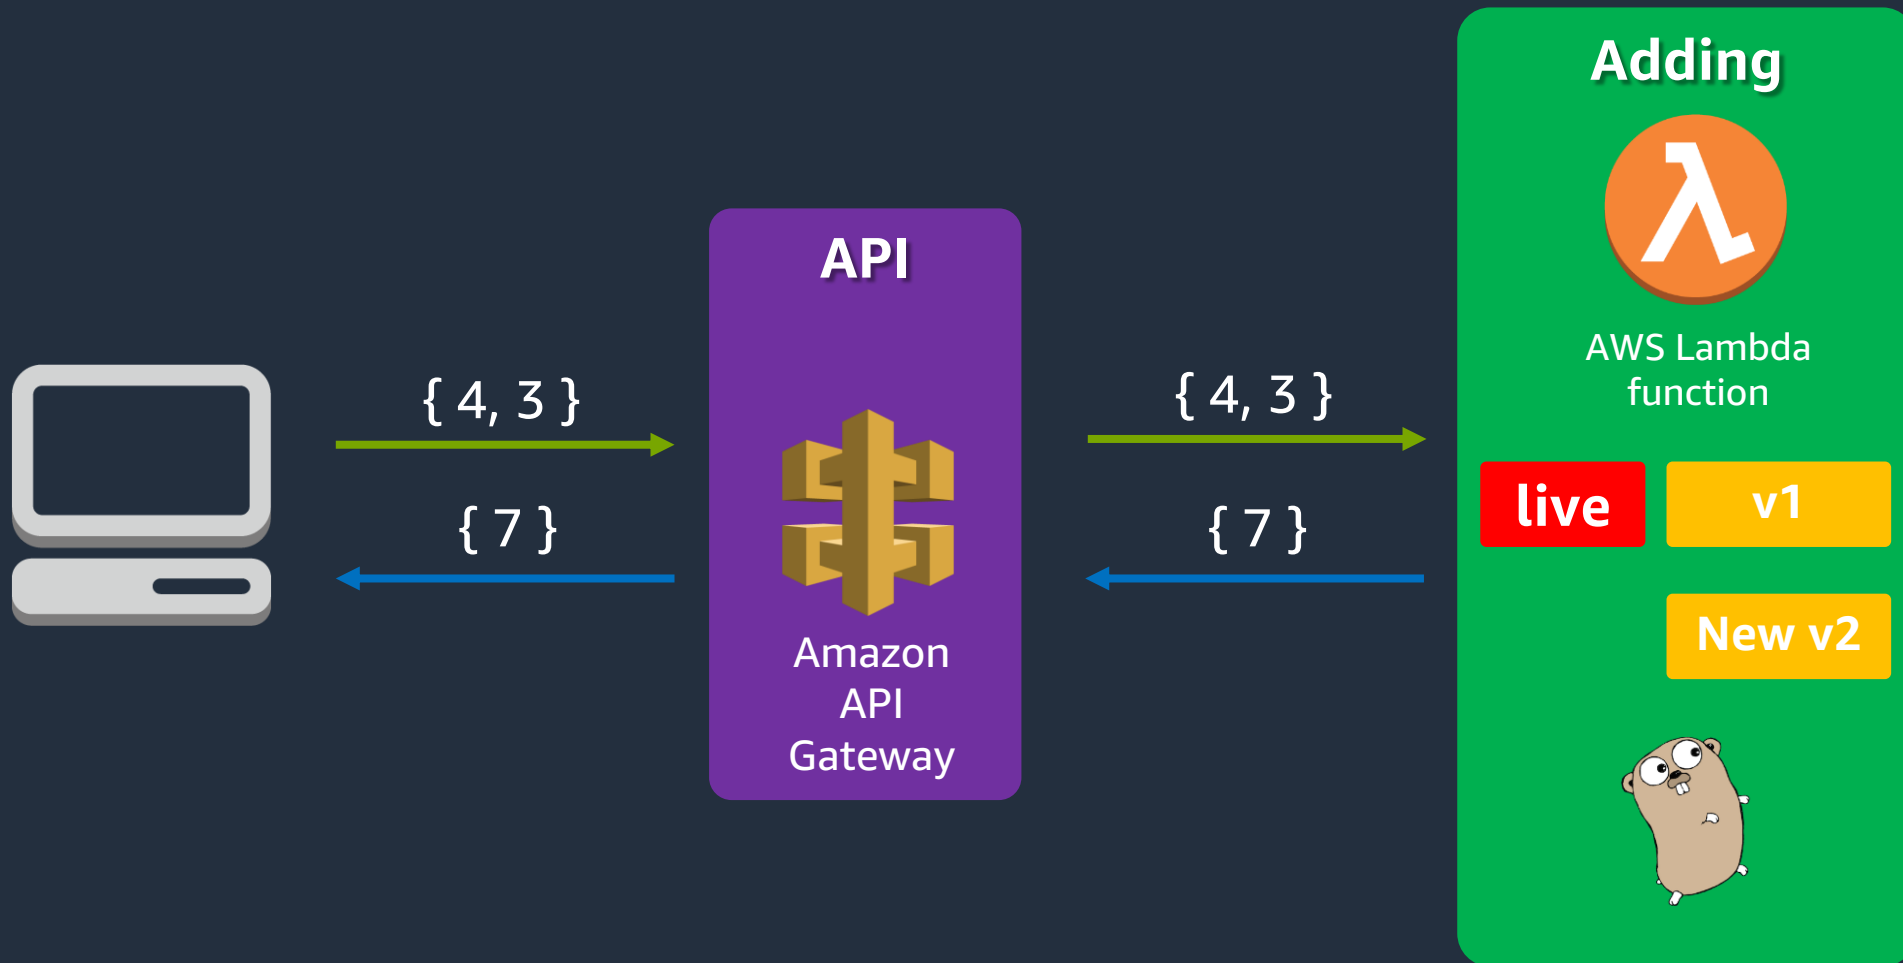 { 4, 3 }
{ 7 }
API
Amazon
API
Gateway
{ 4, 3 }
{ 7 }
Adding
λ
AWS Lambda
function
live
v1
New v2